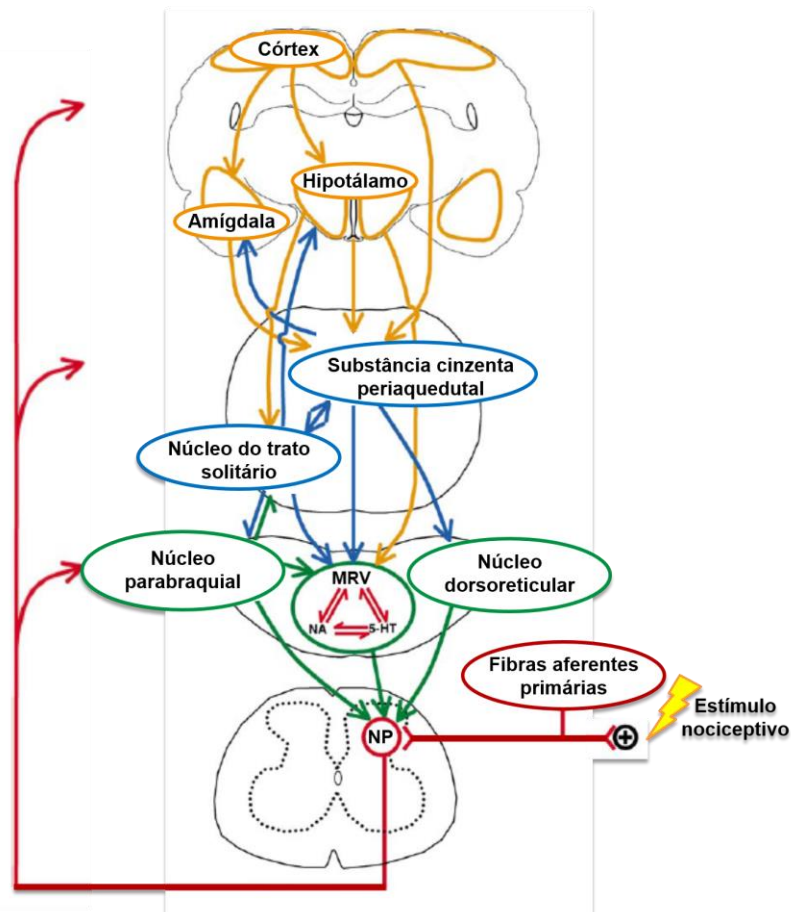 Córtex
Hipotálamo
Amígdala
Substância cinzenta
periaquedutal
Núcleo do trato
solitário
Núcleo
parabraquial
MRV
NA
5-HT
Núcleo
dorsoreticular
Fibras aferentes
primárias
Estímulo
nociceptivo
NP
+